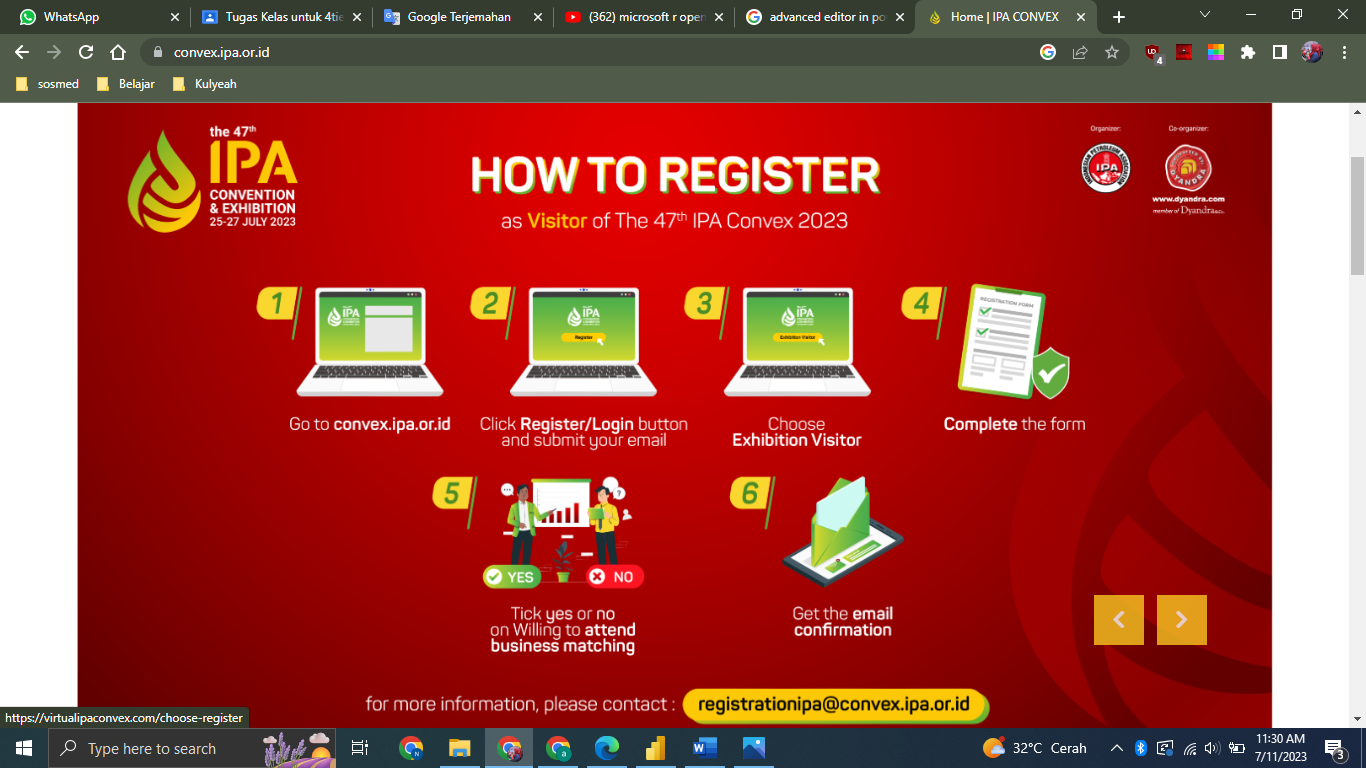 WhatsApp
Tugas Kelas untuk 4tie
Google Terjemahan
(362) microsoft r open
advanced editor in po
Home | IPA CONVEX
convex.ipa.or.id
4
sosmed
Belajar
Kulyeah
the 47th
IPA
CONVENTION
& EXHIBITION
25-27 JULY 2023
HOW TO REGISTER
as Visitor of The 47th IPA Convex 2023
Organizer:
INDONESIAN PETROLEUM ASSOCIATION
IPA
Co-organizer:
DYANDRA
www.dyandra.com
member of Dyandra&Co.
1
IPA
Go to convex.ipa.or.id
2
IPA
Register
Click Register/Login button
and submit your email
3
IPA
Exhibition Visitor
Choose
Exhibition Visitor
4
REGISTRATION FORM
Complete the form
5
?
YES
NO
Tick yes or no
on Willing to attend
business matching
6
Get the email
confirmation
for more information, please contact :
registrationipa@convex.ipa.or.id
https://virtualipaconvex.com/choose-register
Type here to search
N
a
W
32°C Cerah
11:30 AM
7/11/2023
3